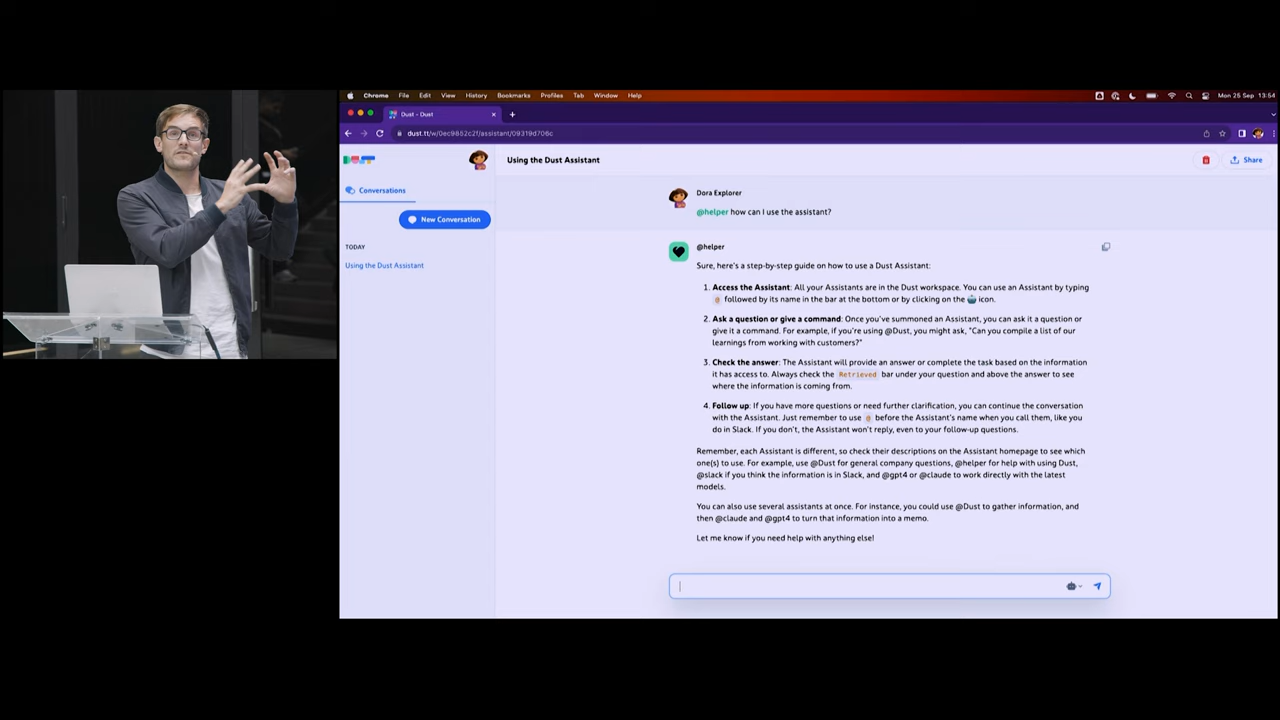 Chrome File Edit View History Bookmarks Profiles Tab Window Help
Mon 25 Sep 13:54
Dust - Dust
dust.tt/w/0ec9852c2f/assistant/09319d706c
DUST
Using the Dust Assistant
Share
Conversations
New Conversation
TODAY
Using the Dust Assistant
Dora Explorer
@helper how can I use the assistant?
@helper
Sure, here's a step-by-step guide on how to use a Dust Assistant:
1. Access the Assistant: All your Assistants are in the Dust workspace. You can use an Assistant by typing
@ followed by its name in the bar at the bottom or by clicking on the 🤖 icon.
2. Ask a question or give a command: Once you've summoned an Assistant, you can ask it a question or
give it a command. For example, if you're using @Dust, you might ask, "Can you compile a list of our
learnings from working with customers?"
3. Check the answer: The Assistant will provide an answer or complete the task based on the information
it has access to. Always check the Retrieved bar under your question and above the answer to see
where the information is coming from.
4. Follow up: If you have more questions or need further clarification, you can continue the conversation
with the Assistant. Just remember to use @ before the Assistant's name when you call them, like you
do in Slack. If you don't, the Assistant won't reply, even to your follow-up questions.
Remember, each Assistant is different, so check their descriptions on the Assistant homepage to see which
one(s) to use. For example, use @Dust for general company questions, @helper for help with using Dust,
@slack if you think the information is in Slack, and @gpt4 or @claude to work directly with the latest
models.
You can also use several assistants at once. For instance, you could use @Dust to gather information, and
then @claude and @gpt4 to turn that information into a memo.
Let me know if you need help with anything else!